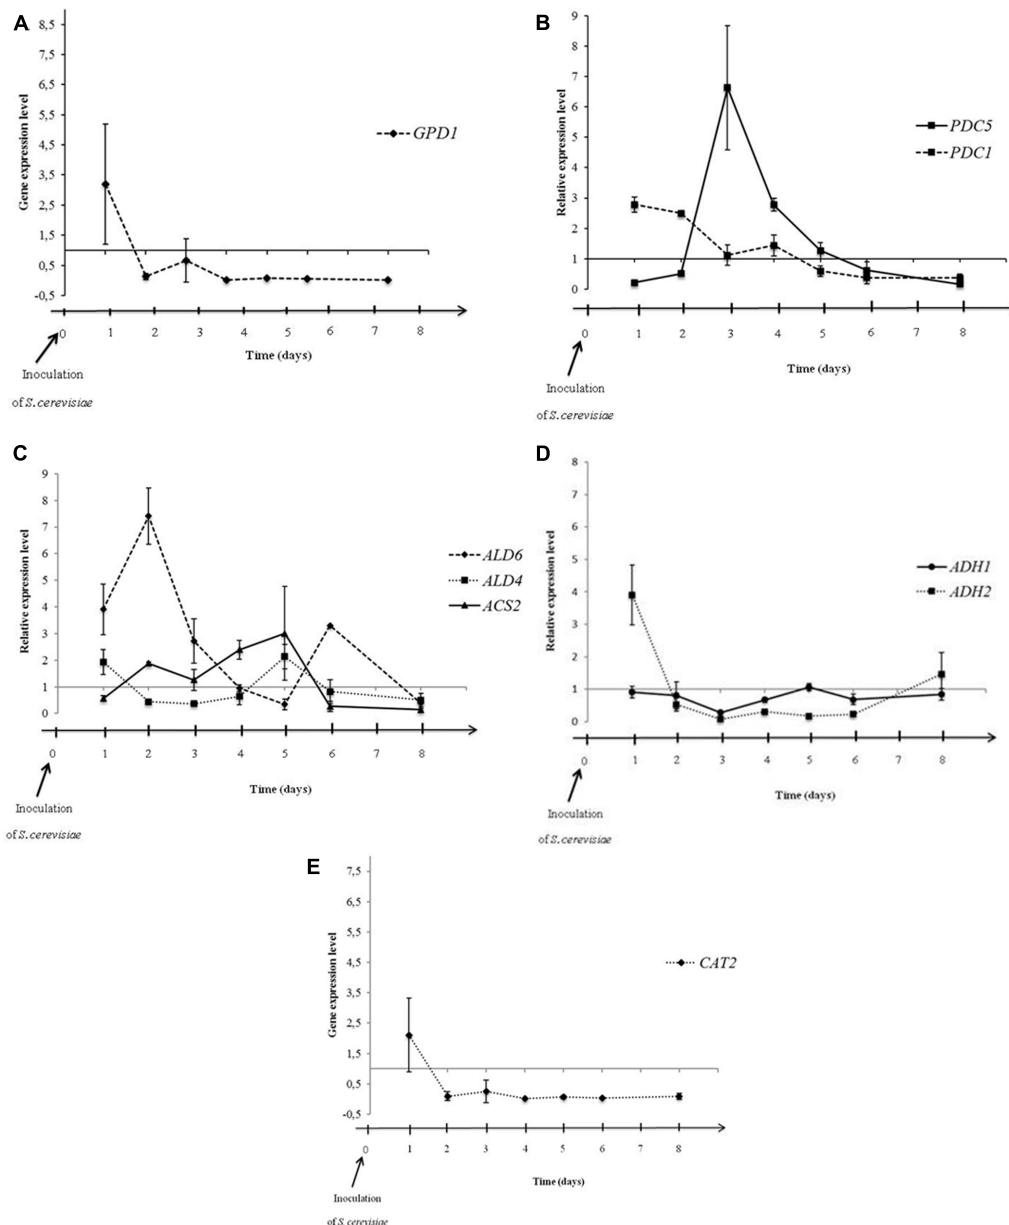 A
8,5
7,5
6,5
5,5
4,5
3,5
2,5
1,5
0,5
-0,5
Gene expression level
GPD1
0 1 2 3 4 5 6 7 8
Time (days)
Inoculation
of S.cerevisiae
B
9
8
7
6
5
4
3
2
1
0
Relative expression level
PDC5
PDC1
0 1 2 3 4 5 6 7 8
Time (days)
Inoculation
of S.cerevisiae
C
9
8
7
6
5
4
3
2
1
0
Relative expression level
ALD6
ALD4
ACS2
0 1 2 3 4 5 6 7 8
Time (days)
Inoculation
of S.cerevisiae
D
8
7
6
5
4
3
2
1
0
Relative expression level
ADH1
ADH2
0 1 2 3 4 5 6 7 8
Time (days)
Inoculation
of S.cerevisiae
E
7,5
6,5
5,5
4,5
3,5
2,5
1,5
0,5
-0,5
Gene expression level
CAT2
0 1 2 3 4 5 6 7 8
Time (days)
Inoculation
of S.cerevisiae